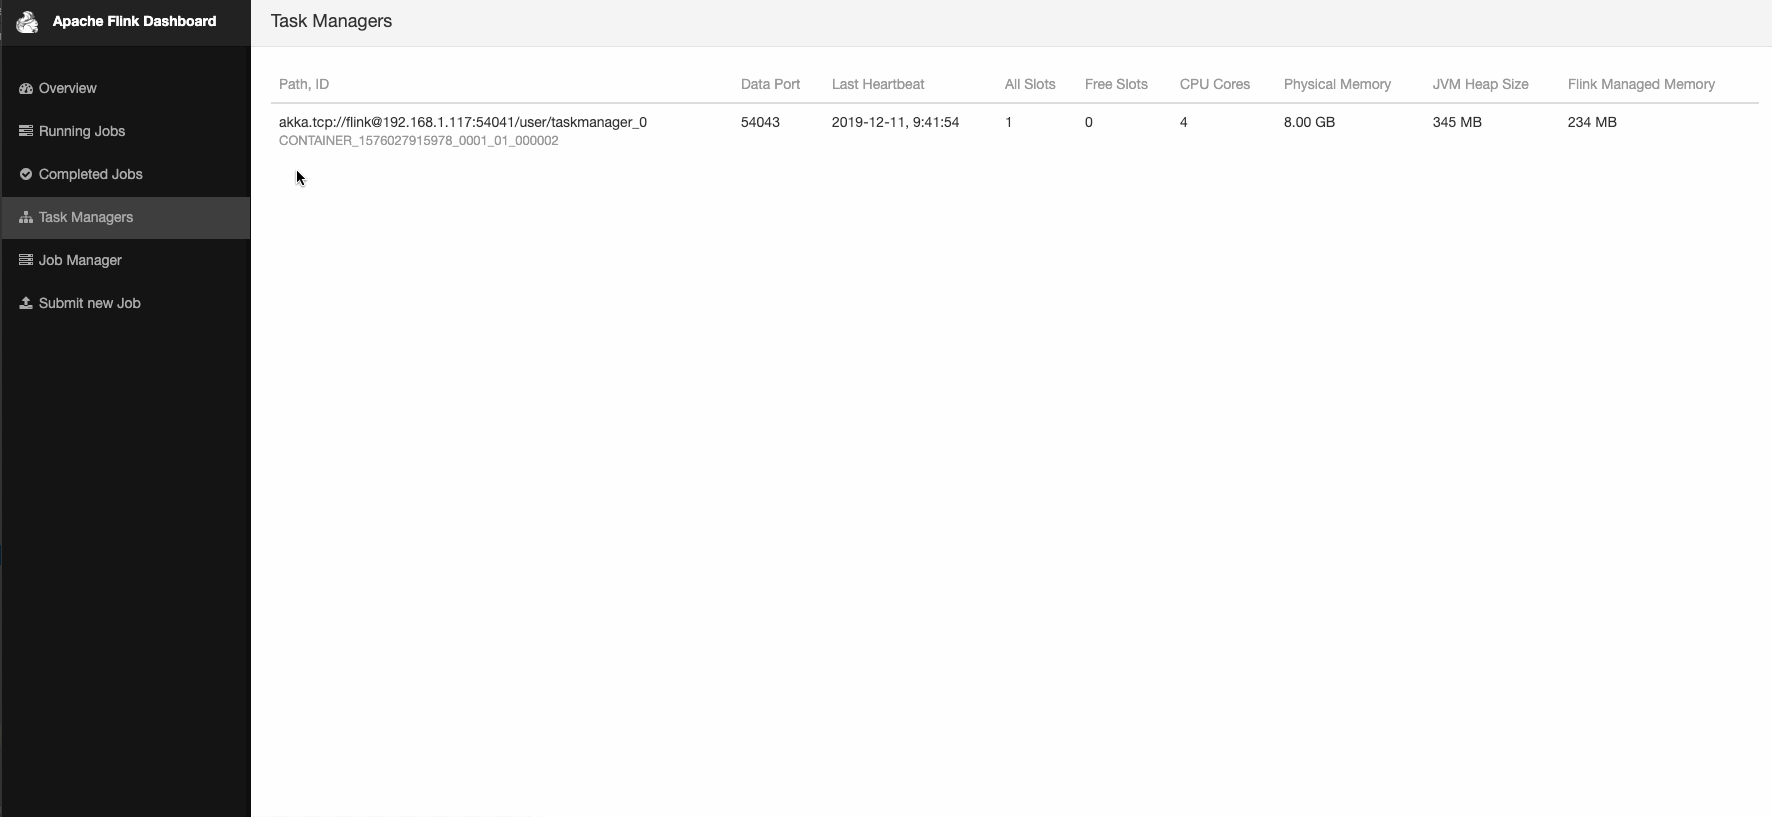 Apache Flink Dashboard
Task Managers
Overview
Running Jobs
Completed Jobs
Task Managers
Job Manager
Submit new Job
Path, ID Data Port Last Heartbeat All Slots Free Slots CPU Cores Physical Memory JVM Heap Size Flink Managed Memory
akka.tcp://flink@192.168.1.117:54041/user/taskmanager_0 54043 2019-12-11, 9:41:54 1 0 4 8.00 GB 345 MB 234 MB
CONTAINER_1576027915978_0001_01_000002